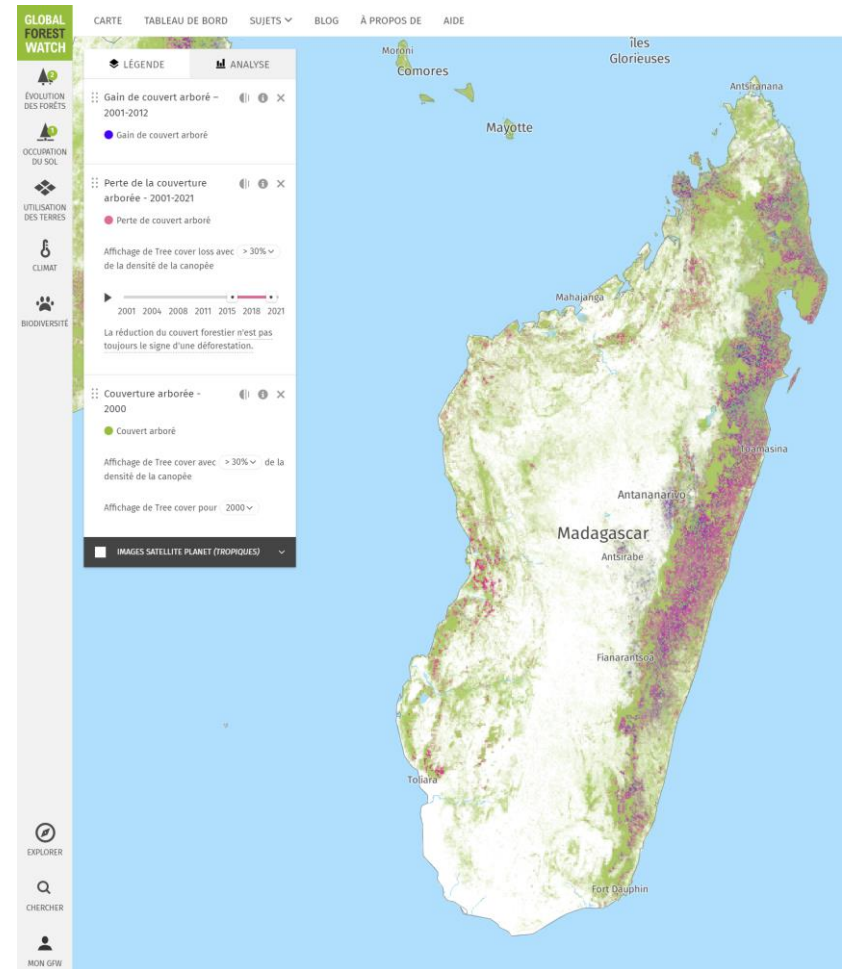 GLOBAL
FOREST
WATCH
CARTE TABLEAU DE BORD SUJETS BLOG À PROPOS DE AIDE
2
ÉVOLUTION
DES FORÊTS
1
OCCUPATION
DU SOL
UTILISATION
DES TERRES
CLIMAT
BIODIVERSITÉ
EXPLORER
CHERCHER
MON GFW
LÉGENDE ANALYSE
Gain de couvert arboré –
2001-2012
Gain de couvert arboré
Perte de la couverture
arborée - 2001-2021
Perte de couvert arboré
Affichage de Tree cover loss avec > 30%
de la densité de la canopée
2001 2004 2008 2011 2015 2018 2021
La réduction du couvert forestier n'est pas
toujours le signe d'une déforestation.
Couverture arborée -
2000
Couvert arboré
Affichage de Tree cover avec > 30% de la
densité de la canopée
Affichage de Tree cover pour 2000
IMAGES SATELLITE PLANET (TROPIQUES)
Moroni
Comores
îles
Glorieuses
Antsiranana
Mayotte
Mahajanga
Toamasina
Antananarivo
Madagascar
Antsirabe
Fianarantsoa
Toliara
Fort Dauphin